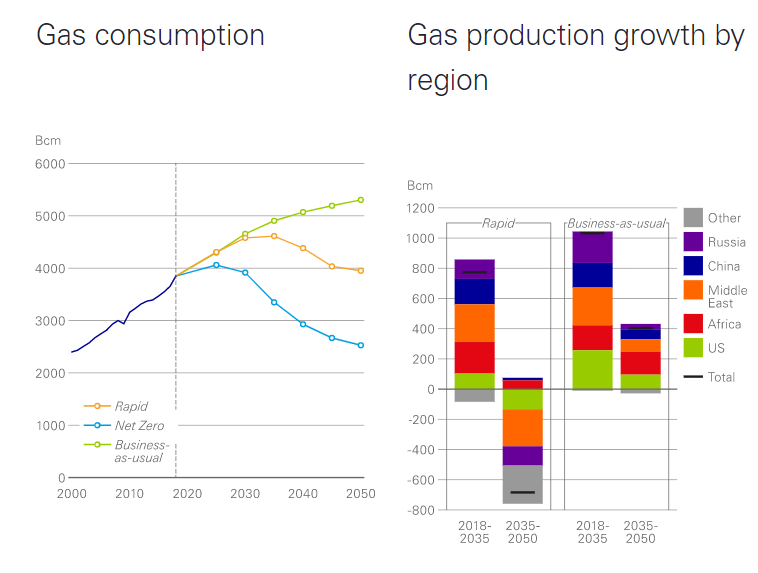 Gas consumption
Gas production growth by
region
Bcm
6000
5000
4000
3000
2000
1000
0
Rapid
Net Zero
Business-
as-usual
2000 2010 2020 2030 2040 2050
Bcm
1200
1000
800
600
400
200
0
-200
-400
-600
-800
Rapid
Business-as-usual
2018-
2035
2035-
2050
2018-
2035
2035-
2050
Other
Russia
China
Middle
East
Africa
US
Total